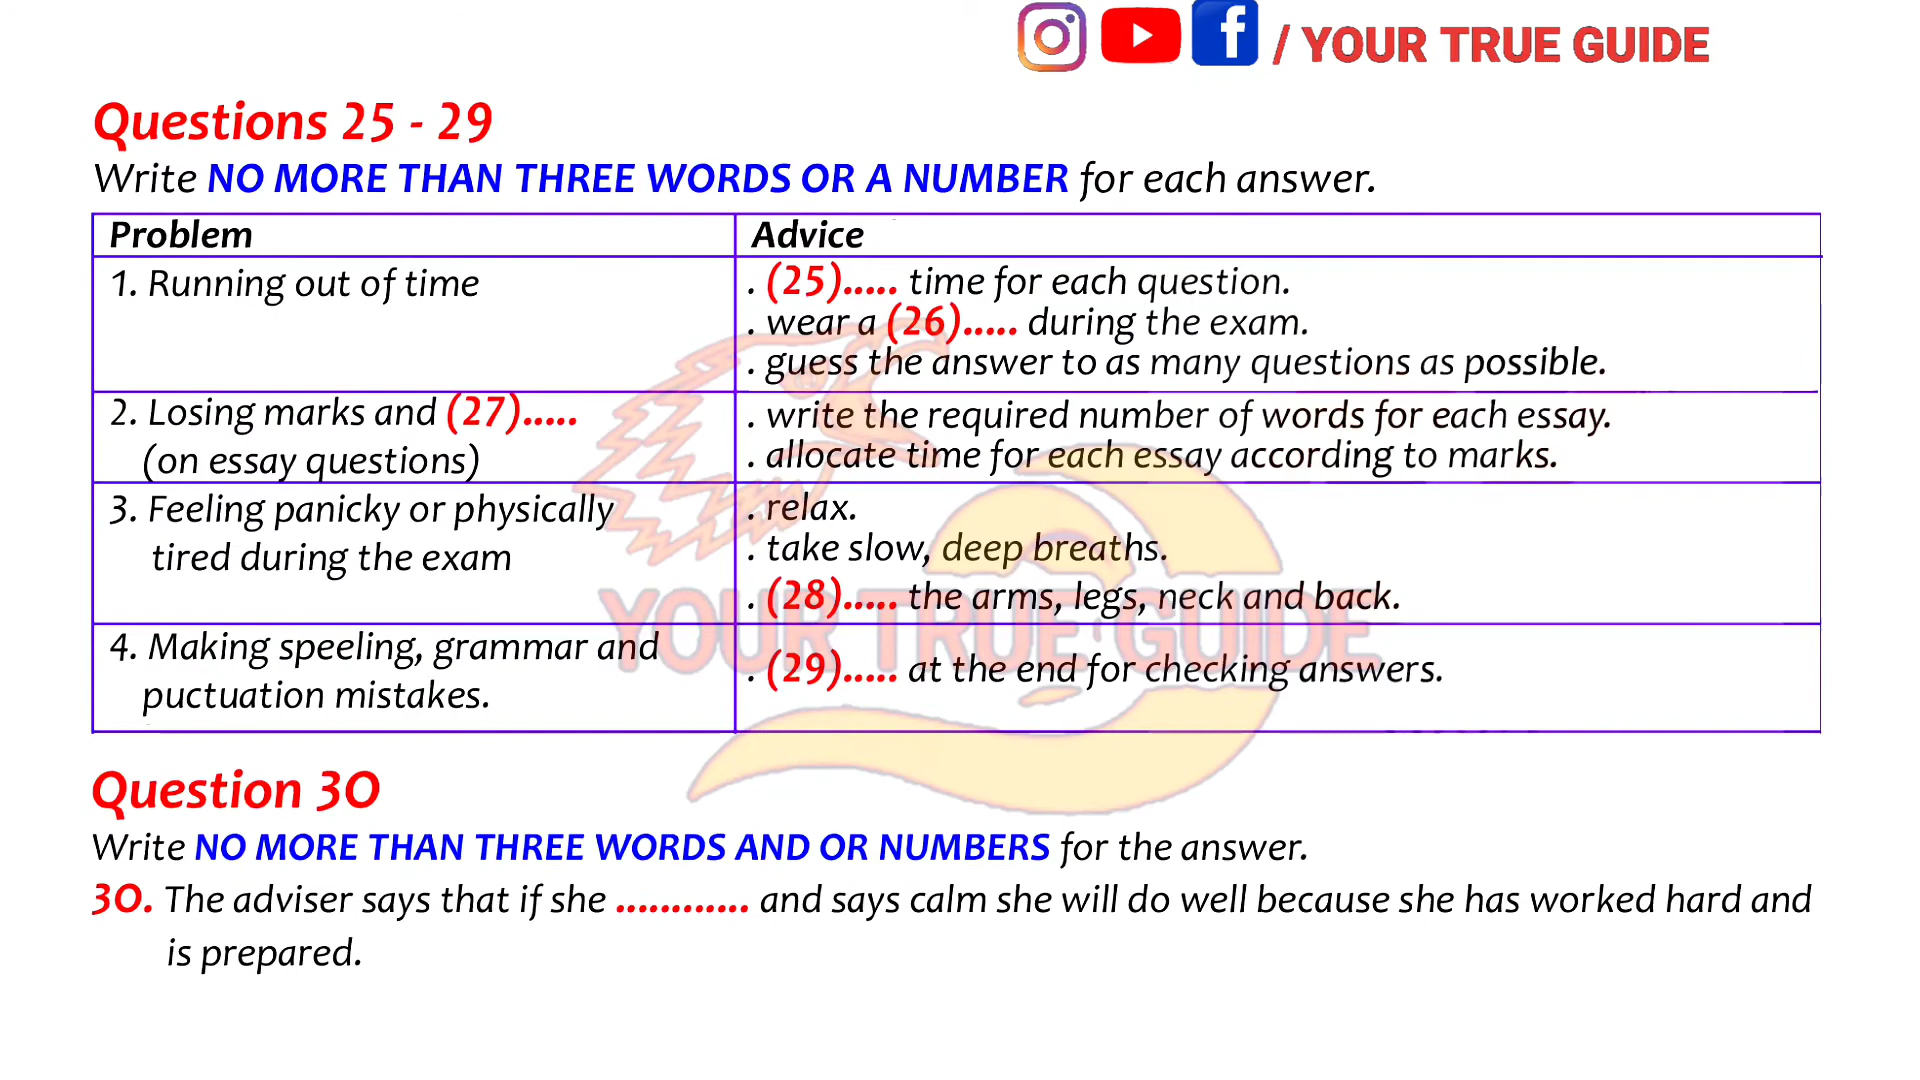 / YOUR TRUE GUIDE
Questions 25 - 29
Write NO MORE THAN THREE WORDS OR A NUMBER for each answer.
Problem
Advice
1. Running out of time
. (25)..... time for each question.
. wear a (26)..... during the exam.
. guess the answer to as many questions as possible.
2. Losing marks and (27).....
(on essay questions)
. write the required number of words for each essay.
. allocate time for each essay according to marks.
3. Feeling panicky or physically
tired during the exam
. relax.
. take slow, deep breaths.
. (28)..... the arms, legs, neck and back.
4. Making speeling, grammar and
puctuation mistakes.
. (29)..... at the end for checking answers.
YOUR TRUE GUIDE
Question 30
Write NO MORE THAN THREE WORDS AND OR NUMBERS for the answer.
30. The adviser says that if she ............ and says calm she will do well because she has worked hard and
is prepared.